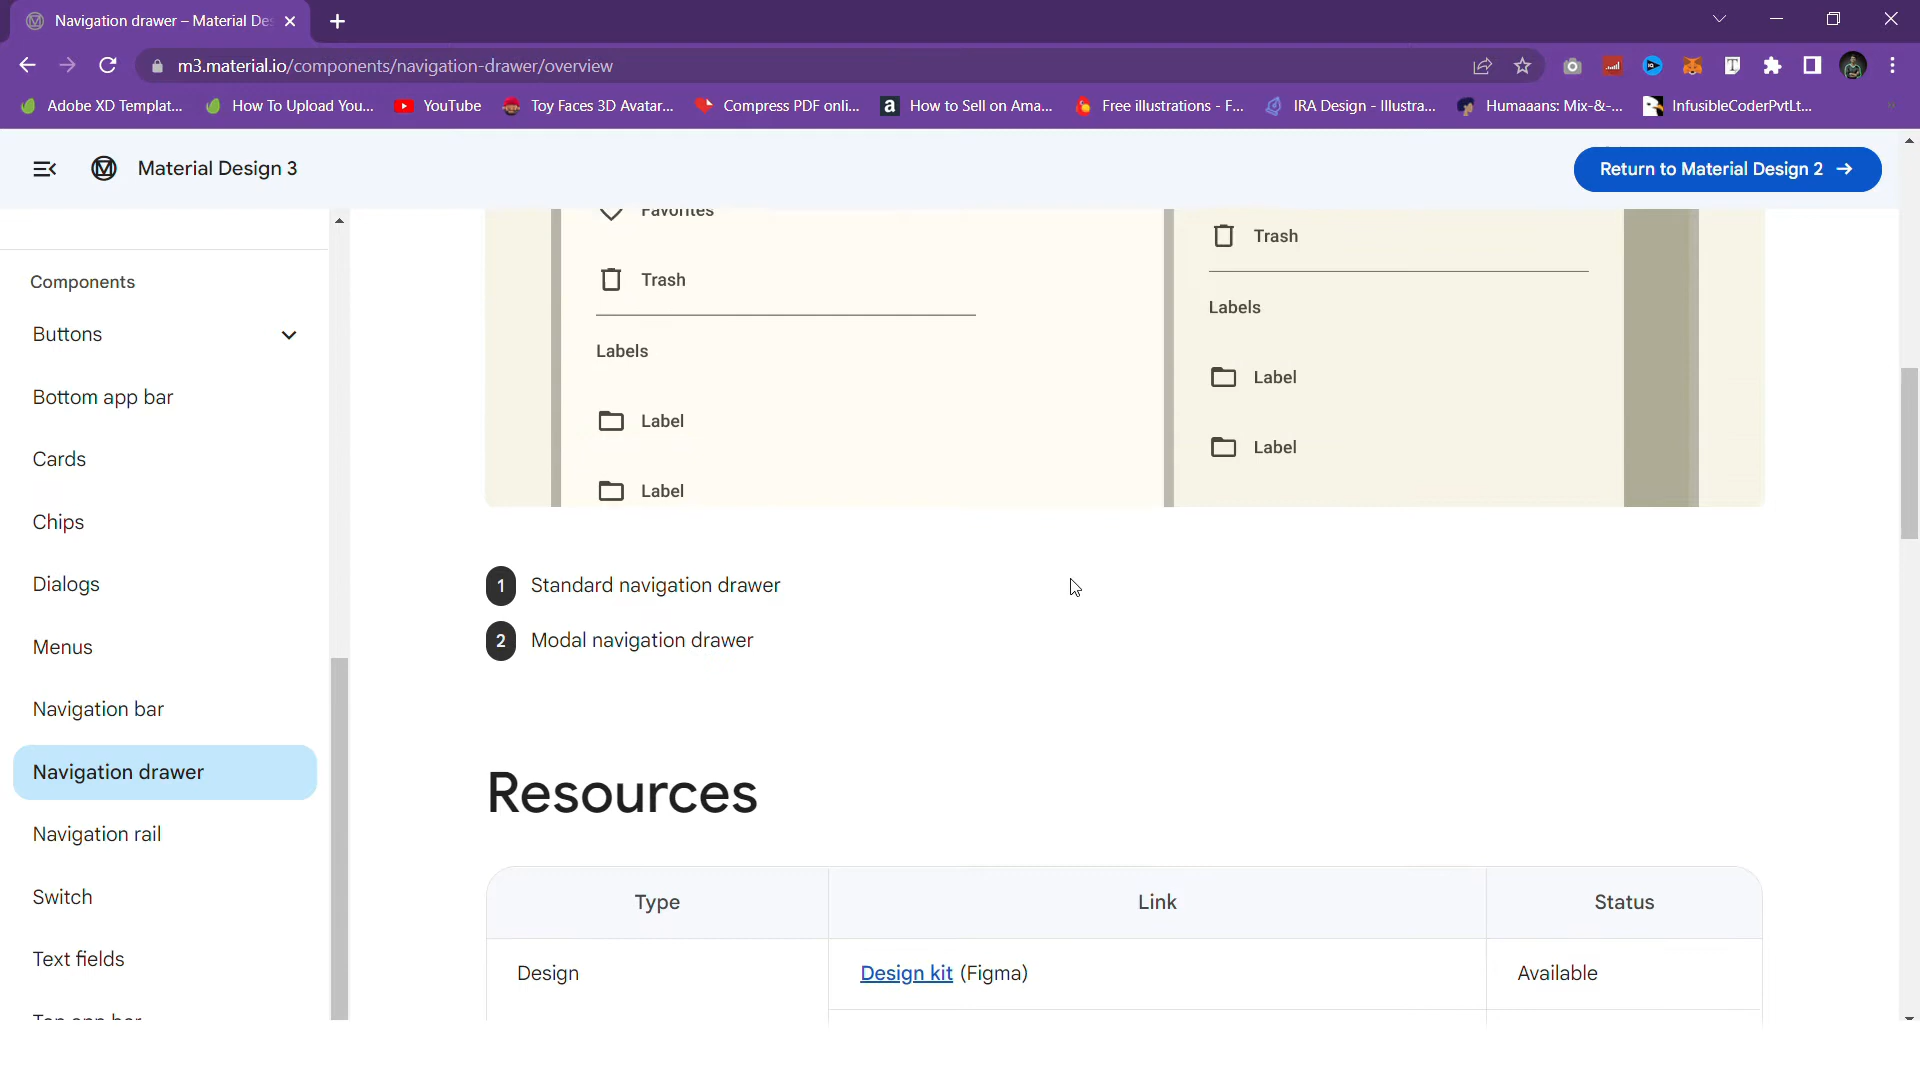 Navigation drawer – Material De
m3.material.io/components/navigation-drawer/overview
Adobe XD Templat... How To Upload You... YouTube Toy Faces 3D Avatar... Compress PDF onli... How to Sell on Ama... Free illustrations - F... IRA Design - Illustra... Humaaans: Mix-&-... InfusibleCoderPvtLt...
Material Design 3
Return to Material Design 2
Components
Buttons
Bottom app bar
Cards
Chips
Dialogs
Menus
Navigation bar
Navigation drawer
Navigation rail
Switch
Text fields
Top app bar
Favorites
Trash
Labels
Label
Label
Trash
Labels
Label
Label
1 Standard navigation drawer
2 Modal navigation drawer
Resources
Type Link Status
Design Design kit (Figma) Available